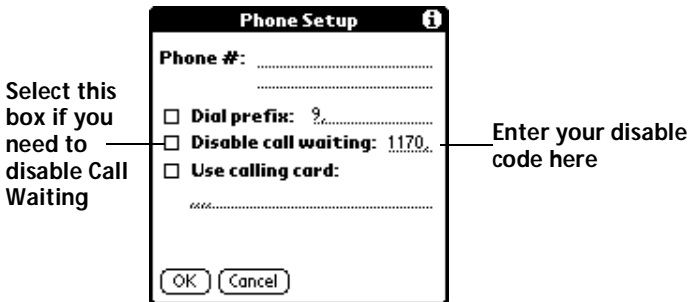 Phone Setup
Phone #:
Select this
box if you
need to
disable Call
Waiting
Dial prefix: 9,
Disable call waiting: 1170,
Use calling card:
,,,,
Enter your disable
code here
OK Cancel